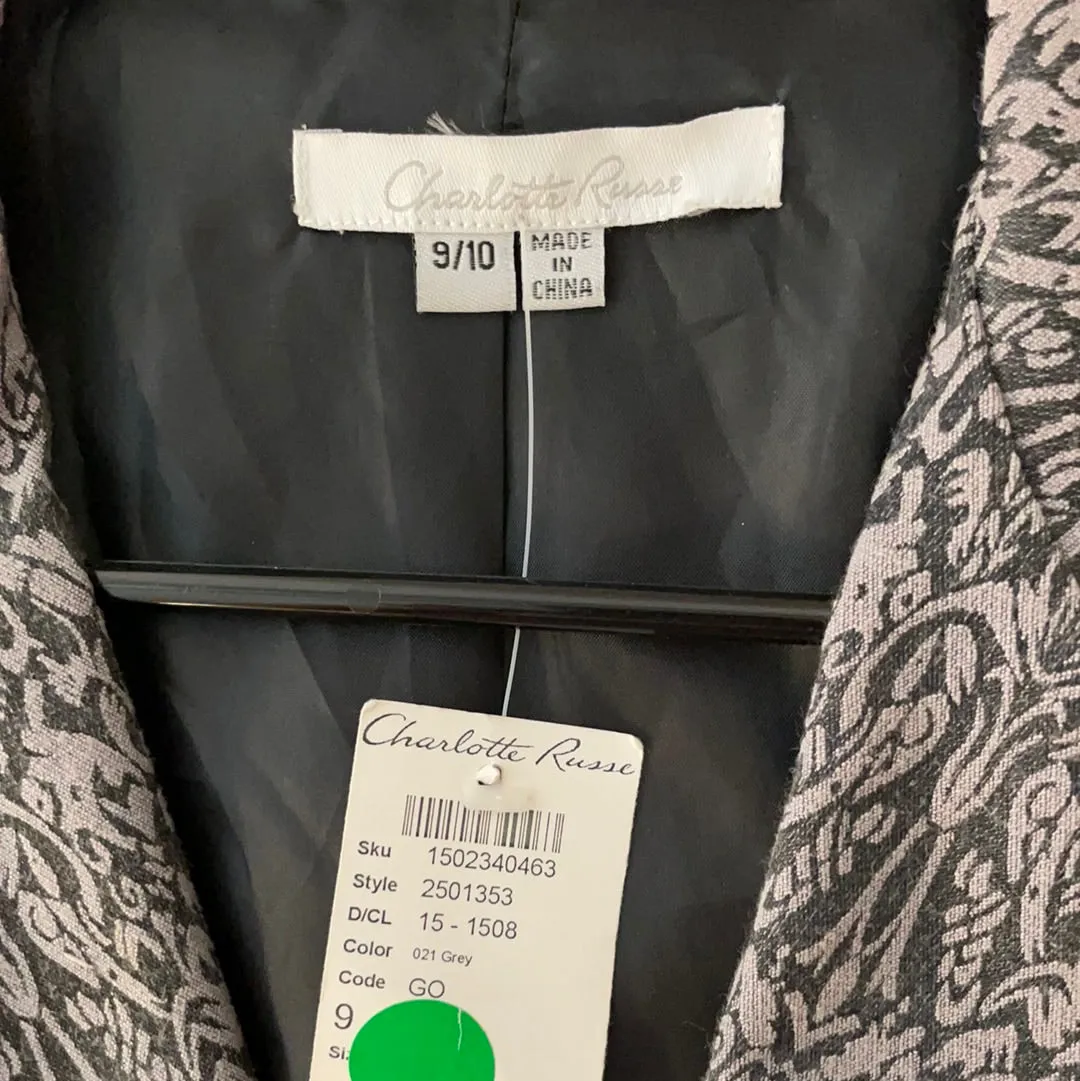 Charlotte Russe
9/10
MADE
IN
CHINA
Charlotte Russe
Sku 1502340463
Style 2501353
D/CL 15 - 1508
Color 021 Grey
Code GO
9